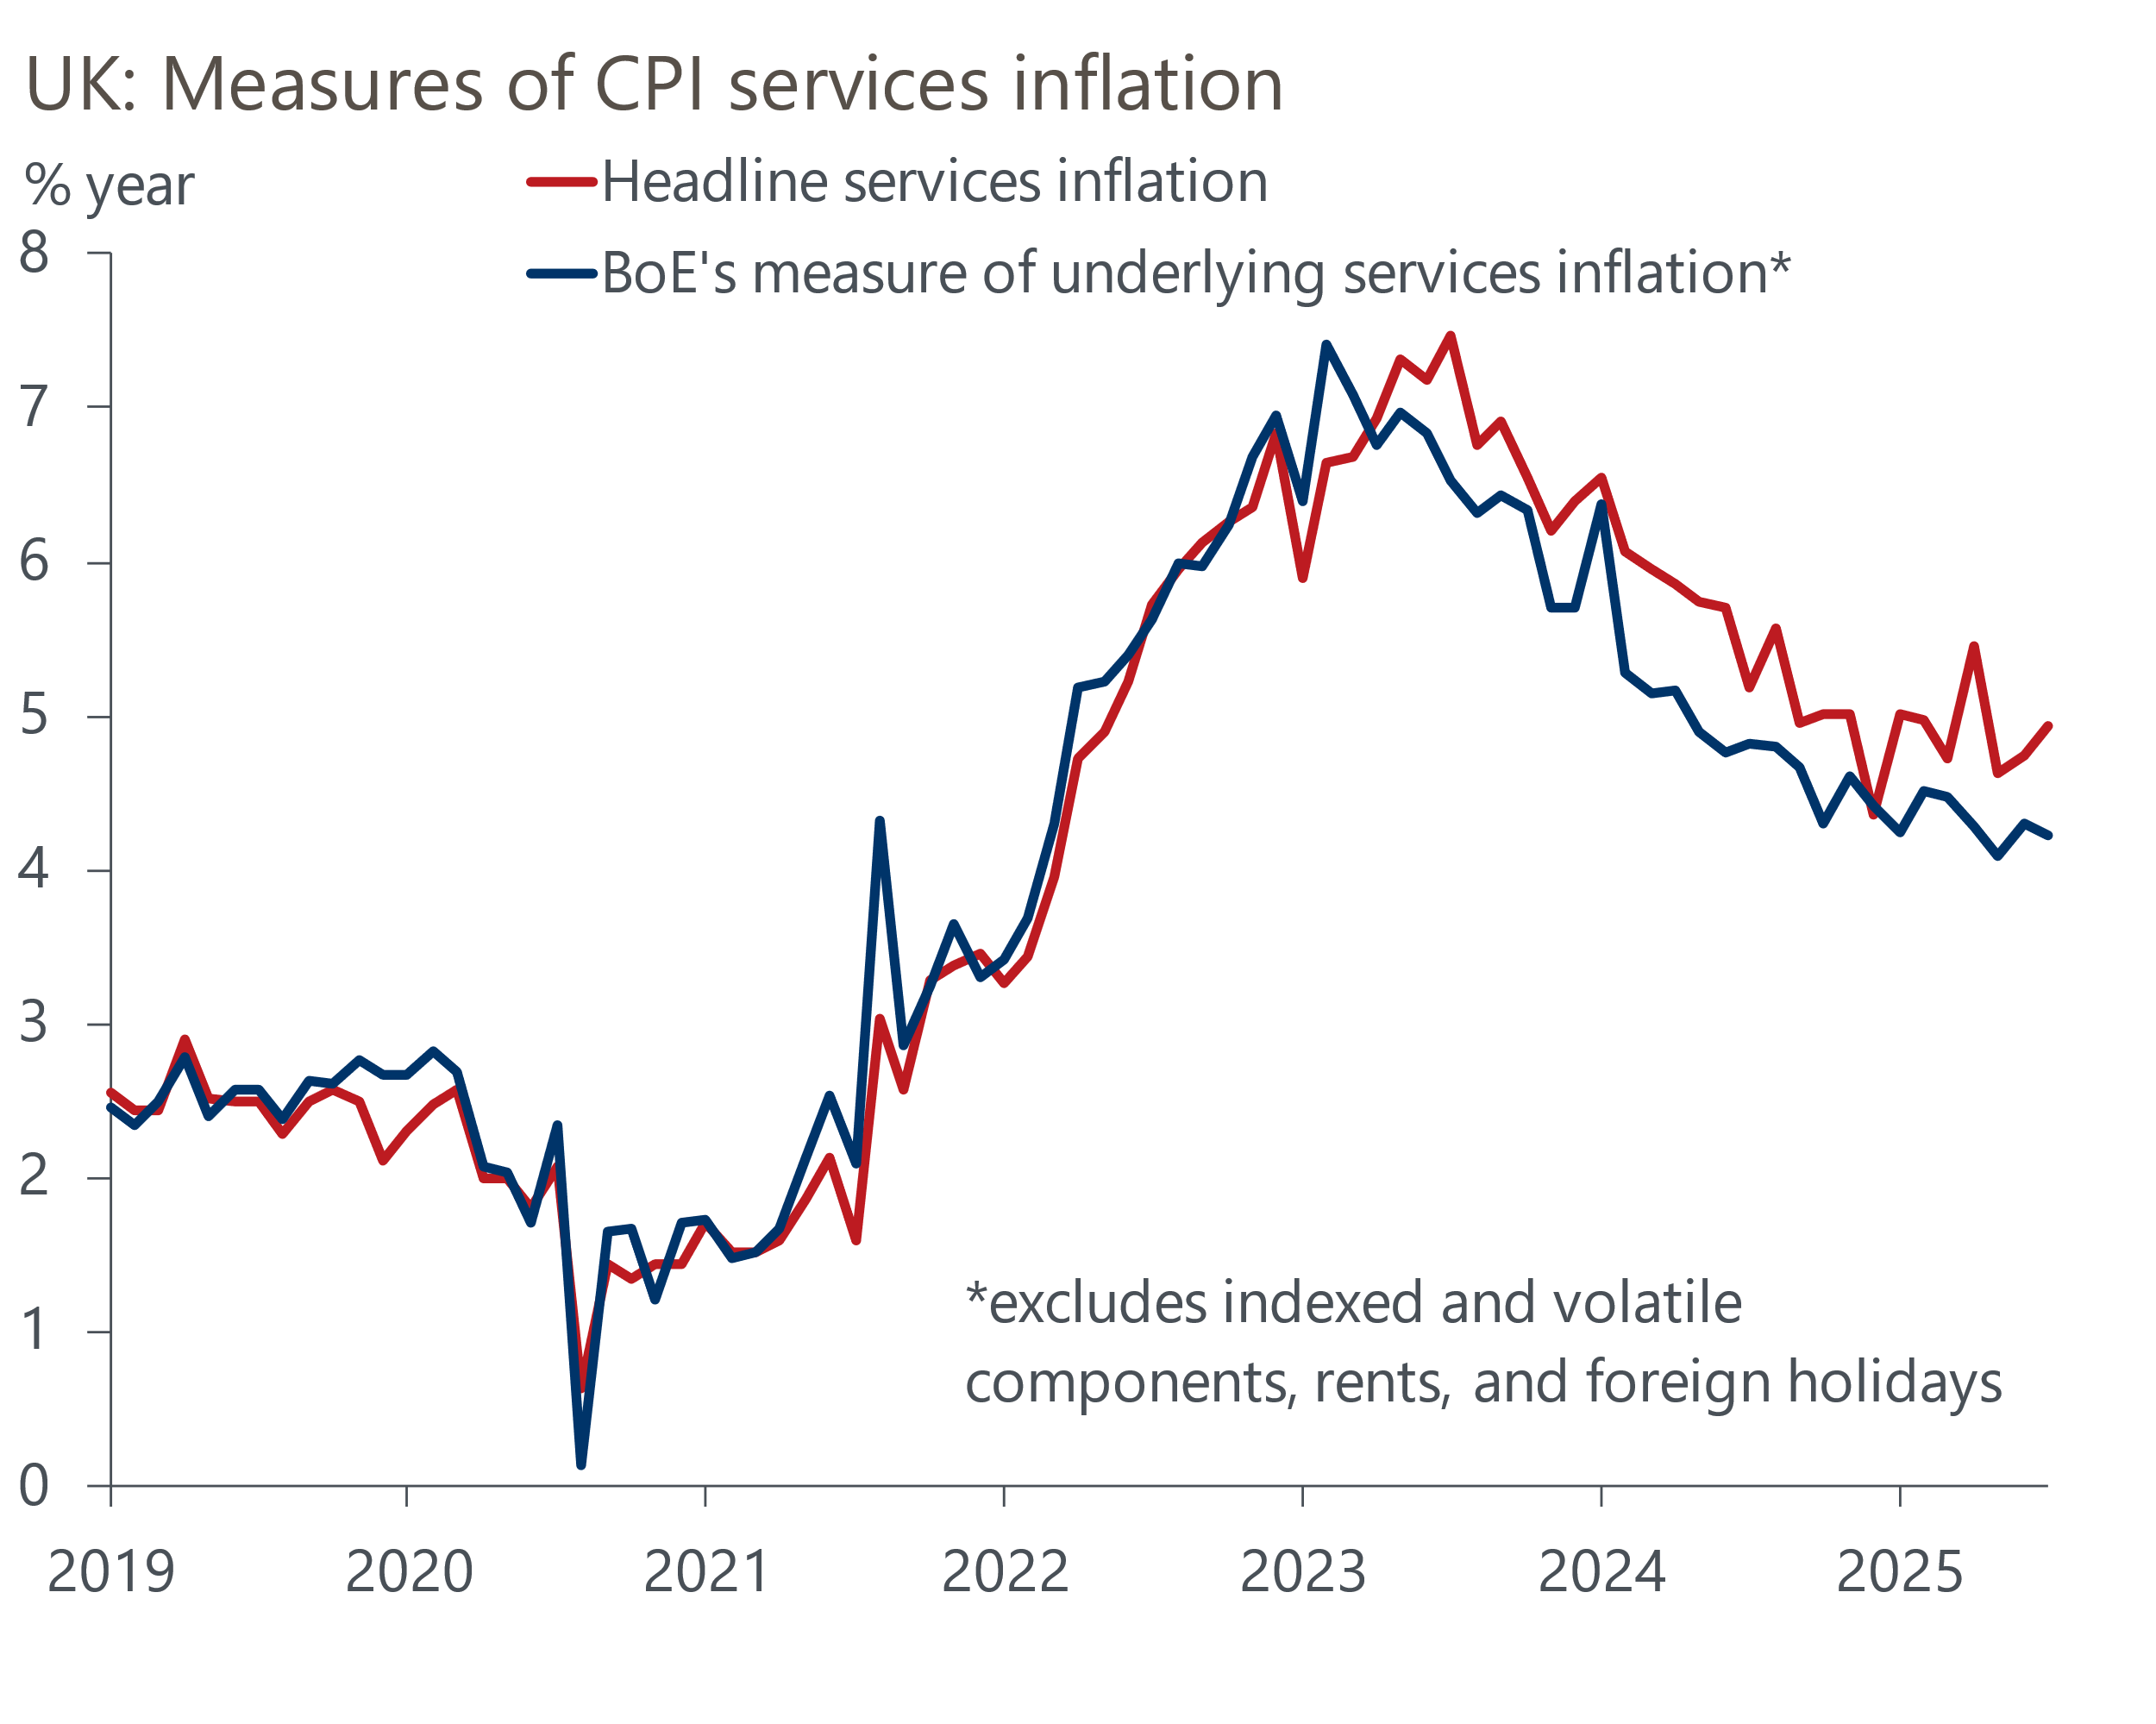 UK: Measures of CPI services inflation
% year
Headline services inflation
BoE's measure of underlying services inflation*
8
7
6
5
4
3
2
1
0
*excludes indexed and volatile
components, rents, and foreign holidays
2019 2020 2021 2022 2023 2024 2025